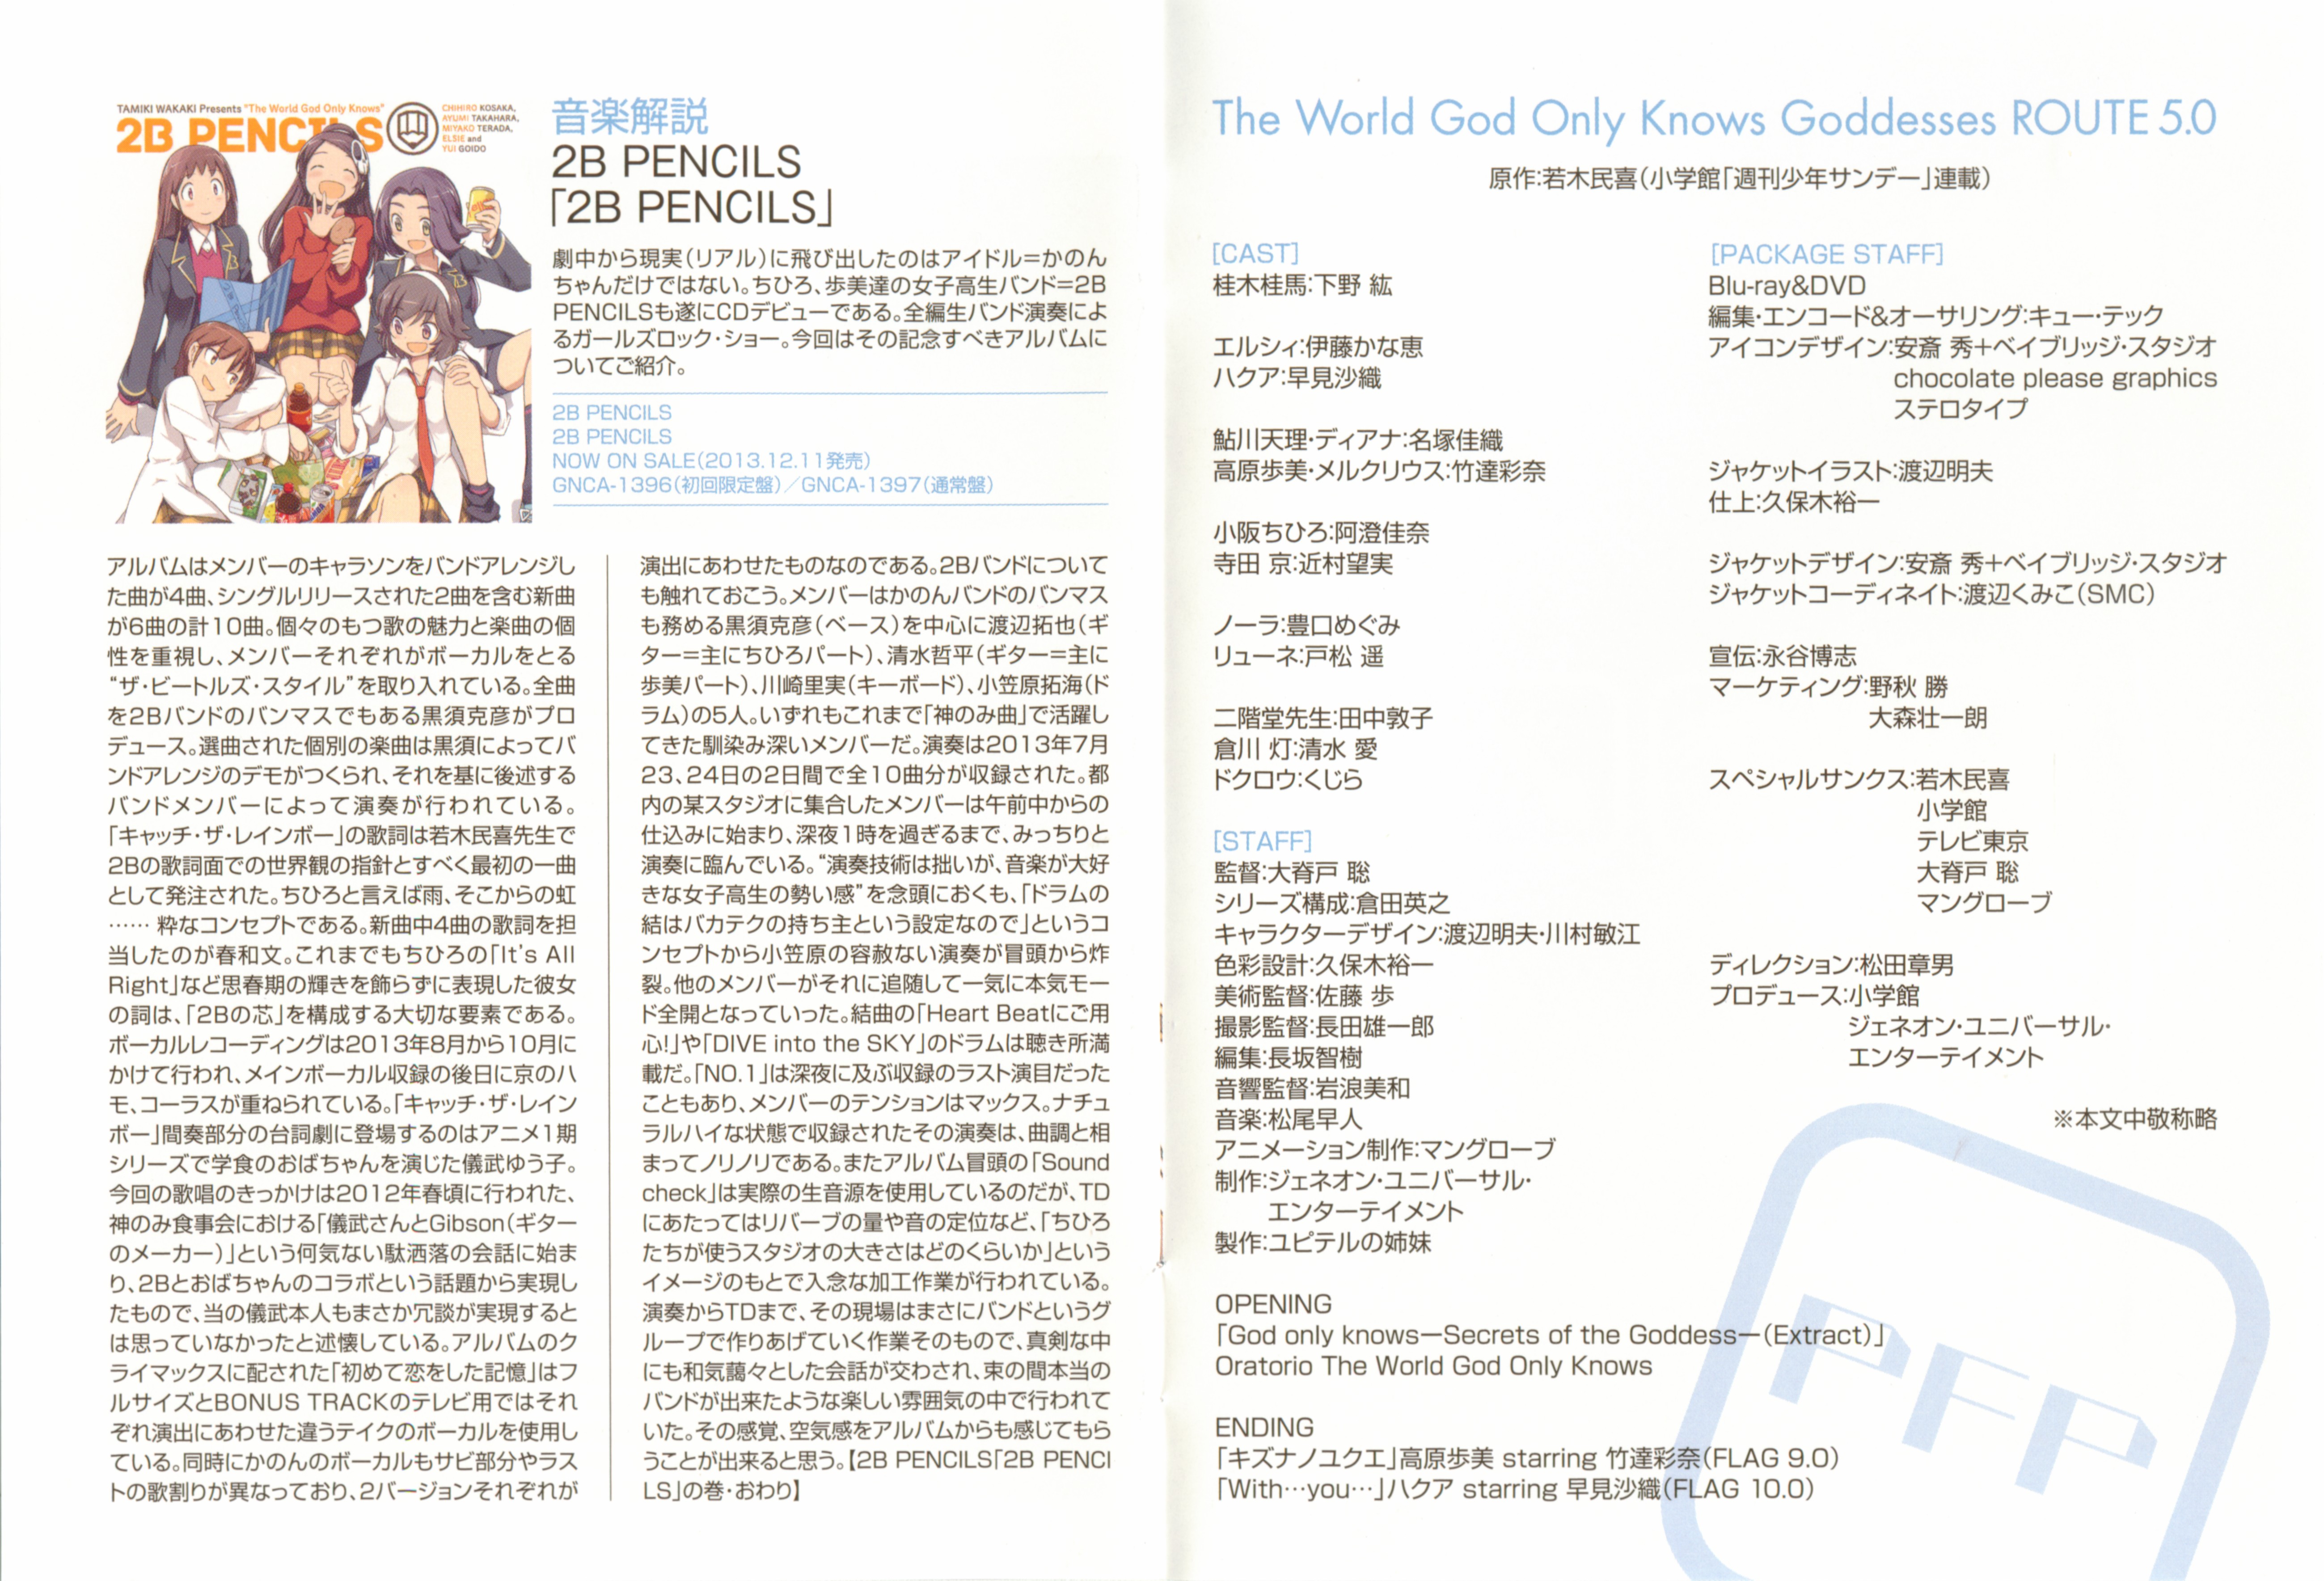 TAMIKI WAKAKI Presents "The World God Only Knows"
2B PENCILS
CHIHIRO KOSAKA,
AYUMI TAKAHARA,
MIYAKO TERADA,
ELSIE and
YUI GOIDO
音楽解説
2B PENCILS
「2B PENCILS」
劇中から現実(リアル)に飛び出したのはアイドル=かのん
ちゃんだけではない。ちひろ、歩美達の女子高生バンド=2B
PENCILSも遂にCDデビューである。全編生バンド演奏によ
るガールズロック・ショー。今回はその記念すべきアルバムに
ついてご紹介。
2B PENCILS
2B PENCILS
NOW ON SALE(2013.12.11発売)
GNCA-1396(初回限定盤)/GNCA-1397(通常盤)
アルバムはメンバーのキャラソンをバンドアレンジし
た曲が4曲、シングルリリースされた2曲を含む新曲
が6曲の計10曲。個々のもつ歌の魅力と楽曲の個
性を重視し、メンバーそれぞれがボーカルをとる
“ザ・ビートルズ・スタイル”を取り入れている。全曲
を2Bバンドのバンマスでもある黒須克彦がプロ
デュース。選曲された個別の楽曲は黒須によってバ
ンドアレンジのデモがつくられ、それを基に後述する
バンドメンバーによって演奏が行われている。
「キャッチ・ザ・レインボー」の歌詞は若木民喜先生で
2Bの歌詞面での世界観の指針とすべく最初の一曲
として発注された。ちひろと言えば雨、そこからの虹
…… 粋なコンセプトである。新曲中4曲の歌詞を担
当したのが春和文。これまでもちひろの「It's All
Right」など思春期の輝きを飾らずに表現した彼女
の詞は、「2Bの芯」を構成する大切な要素である。
ボーカルレコーディングは2013年8月から10月に
かけて行われ、メインボーカル収録の後日に京のハ
モ、コーラスが重ねられている。「キャッチ・ザ・レイン
ボー」間奏部分の台詞劇に登場するのはアニメ1期
シリーズで学食のおばちゃんを演じた儀武ゆう子。
今回の歌唱のきっかけは2012年春頃に行われた、
神のみ食事会における「儀武さんとGibson(ギター
のメーカー)」という何気ない駄洒落の会話に始ま
り、2Bとおばちゃんのコラボという話題から実現し
たもので、当の儀武本人もまさか冗談が実現すると
は思っていなかったと述懐している。アルバムのク
ライマックスに配された「初めて恋をした記憶」はフ
ルサイズとBONUS TRACKのテレビ用ではそれ
ぞれ演出にあわせた違うテイクのボーカルを使用し
ている。同時にかのんのボーカルもサビ部分やラス
トの歌割りが異なっており、2バージョンそれぞれが
演出にあわせたものなのである。2Bバンドについて
も触れておこう。メンバーはかのんバンドのバンマス
も務める黒須克彦(ベース)を中心に渡辺拓也(ギ
ター=主にちひろパート)、清水哲平(ギター=主に
歩美パート)、川崎里実(キーボード)、小笠原拓海(ド
ラム)の5人。いずれもこれまで「神のみ曲」で活躍し
てきた馴染み深いメンバーだ。演奏は2013年7月
23、24日の2日間で全10曲分が収録された。都
内の某スタジオに集合したメンバーは午前中からの
仕込みに始まり、深夜1時を過ぎるまで、みっちりと
演奏に臨んでいる。“演奏技術は拙いが、音楽が大好
きな女子高生の勢い感”を念頭におくも、「ドラムの
結はバカテクの持ち主という設定なので」というコ
ンセプトから小笠原の容赦ない演奏が冒頭から炸
裂。他のメンバーがそれに追随して一気に本気モー
ド全開となっていった。結曲の「Heart Beatにご用
心!」や「DIVE into the SKY」のドラムは聴き所満
載だ。「NO.1」は深夜に及ぶ収録のラスト演目だった
こともあり、メンバーのテンションはマックス。ナチュ
ラルハイな状態で収録されたその演奏は、曲調と相
まってノリノリである。またアルバム冒頭の「Sound
check」は実際の生音源を使用しているのだが、TD
にあたってはリバーブの量や音の定位など、「ちひろ
たちが使うスタジオの大きさはどのくらいか」という
イメージのもとで入念な加工作業が行われている。
演奏からTDまで、その現場はまさにバンドというグ
ループで作りあげていく作業そのもので、真剣な中
にも和気藹々とした会話が交わされ、束の間本当の
バンドが出来たような楽しい雰囲気の中で行われて
いた。その感覚、空気感をアルバムからも感じてもら
うことが出来ると思う。【2B PENCILS「2B PENCI
LS」の巻・おわり】
The World God Only Knows Goddesses ROUTE 5.0
原作:若木民喜(小学館「週刊少年サンデー」連載)
[CAST]
桂木桂馬:下野 紘
エルシィ:伊藤かな恵
ハクア:早見沙織
鮎川天理・ディアナ:名塚佳織
高原歩美・メルクリウス:竹達彩奈
小阪ちひろ:阿澄佳奈
寺田 京:近村望実
ノーラ:豊口めぐみ
リューネ:戸松 遥
二階堂先生:田中敦子
倉川 灯:清水 愛
ドクロウ:くじら
[STAFF]
監督:大脊戸 聡
シリーズ構成:倉田英之
キャラクターデザイン:渡辺明夫・川村敏江
色彩設計:久保木裕一
美術監督:佐藤 歩
撮影監督:長田雄一郎
編集:長坂智樹
音響監督:岩浪美和
音楽:松尾早人
アニメーション制作:マングローブ
制作:ジェネオン・ユニバーサル・
エンターテイメント
製作:ユピテルの姉妹
OPENING
「God only knows—Secrets of the Goddess—(Extract)」
Oratorio The World God Only Knows
ENDING
「キズナノユクエ」高原歩美 starring 竹達彩奈(FLAG 9.0)
「With…you…」ハクア starring 早見沙織(FLAG 10.0)
[PACKAGE STAFF]
Blu-ray&DVD
編集・エンコード&オーサリング:キュー・テック
アイコンデザイン:安斎 秀+ベイブリッジ・スタジオ
chocolate please graphics
ステロタイプ
ジャケットイラスト:渡辺明夫
仕上:久保木裕一
ジャケットデザイン:安斎 秀+ベイブリッジ・スタジオ
ジャケットコーディネイト:渡辺くみこ(SMC)
宣伝:永谷博志
マーケティング:野秋 勝
大森壮一朗
スペシャルサンクス:若木民喜
小学館
テレビ東京
大脊戸 聡
マングローブ
ディレクション:松田章男
プロデュース:小学館
ジェネオン・ユニバーサル・
エンターテイメント
※本文中敬称略
PFP